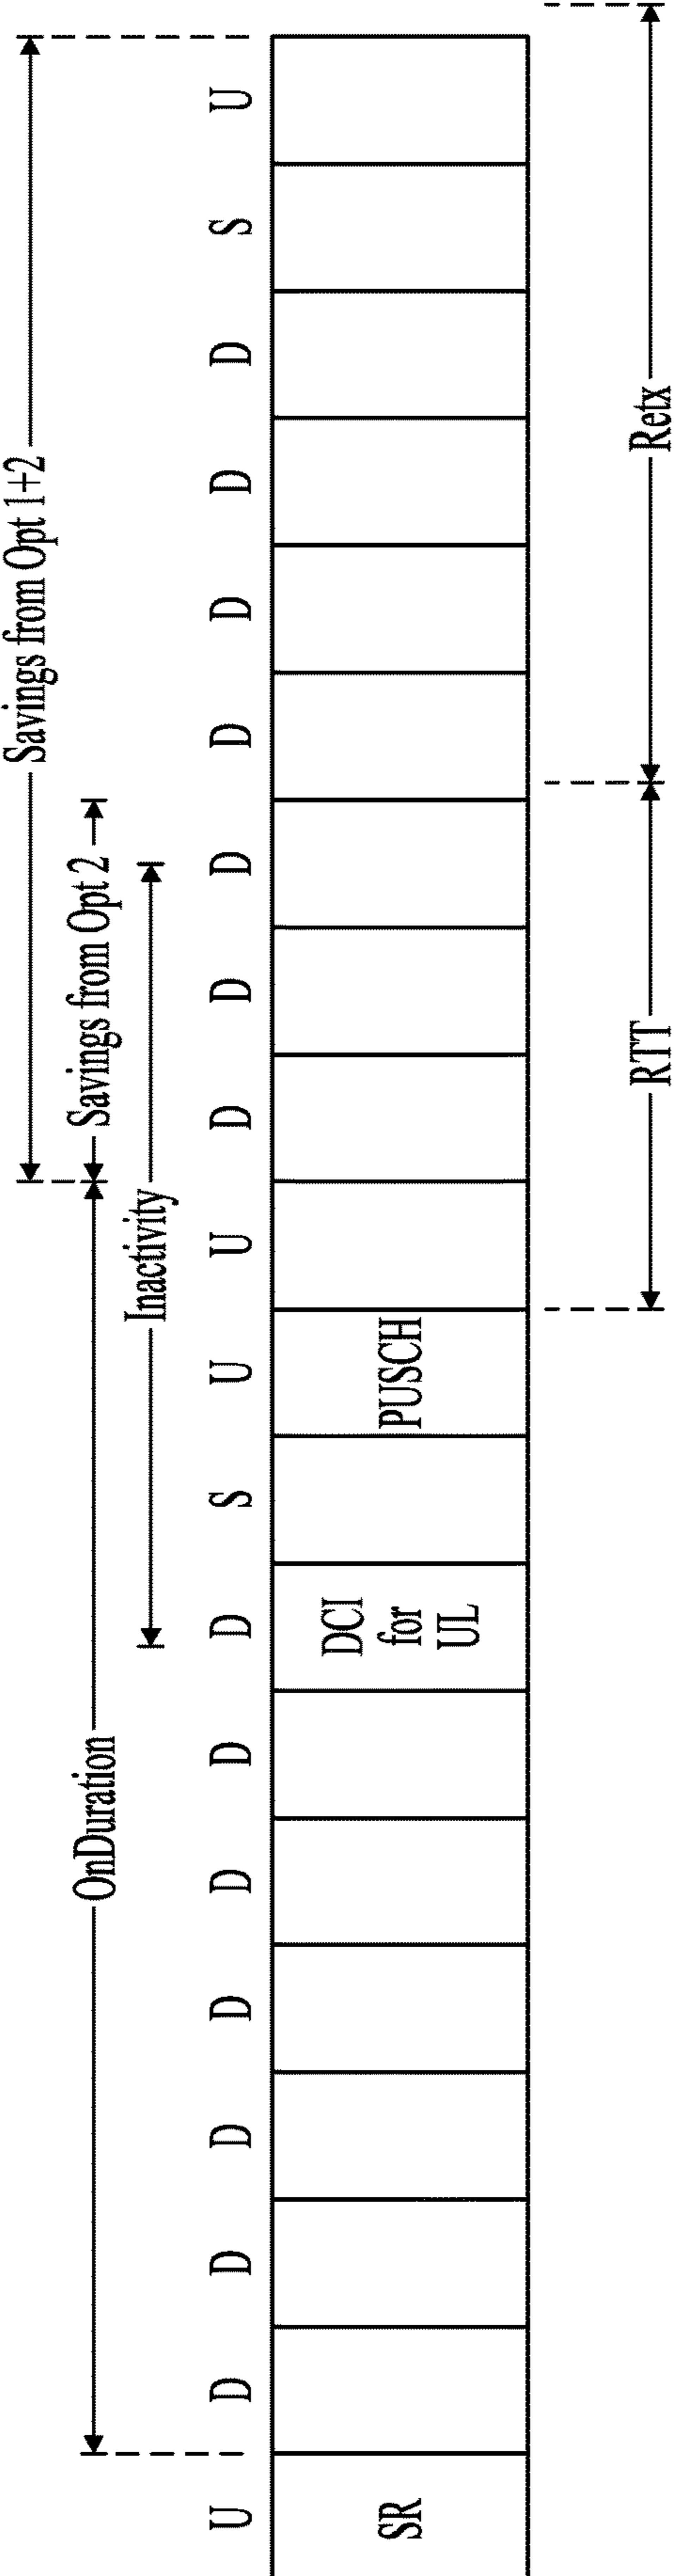 Savings from Opt 1+2
OnDuration Savings from Opt 2
Inactivity
U D D D D D D D S U U D D D D D D D S U
SR
DCI
for
UL
PUSCH
RTT Retx